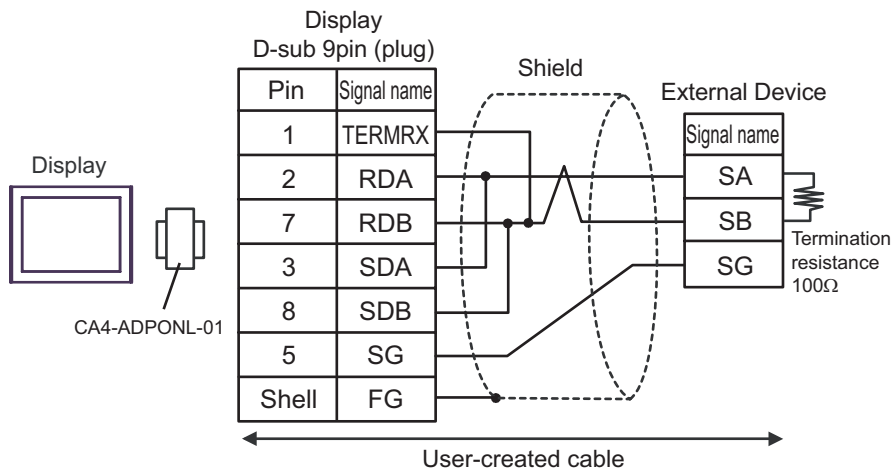 Display
D-sub 9pin (plug)
Pin Signal name
1 TERMRX
2 RDA
7 RDB
3 SDA
8 SDB
5 SG
Shell FG
Shield
External Device
Signal name
SA
SB
SG
Termination
resistance
100Ω
Display
CA4-ADPONL-01
User-created cable